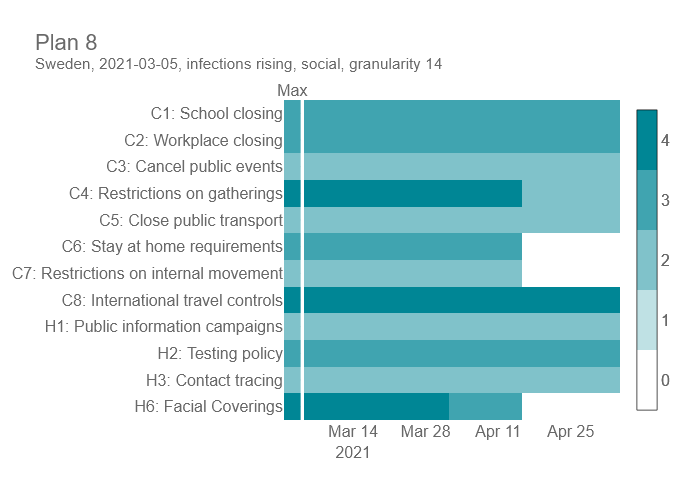 Plan 8
Sweden, 2021-03-05, infections rising, social, granularity 14
Max
C1: School closing
C2: Workplace closing
C3: Cancel public events
C4: Restrictions on gatherings
C5: Close public transport
C6: Stay at home requirements
C7: Restrictions on internal movement
C8: International travel controls
H1: Public information campaigns
H2: Testing policy
H3: Contact tracing
H6: Facial Coverings
Mar 14 Mar 28 Apr 11 Apr 25
2021
4
3
2
1
0